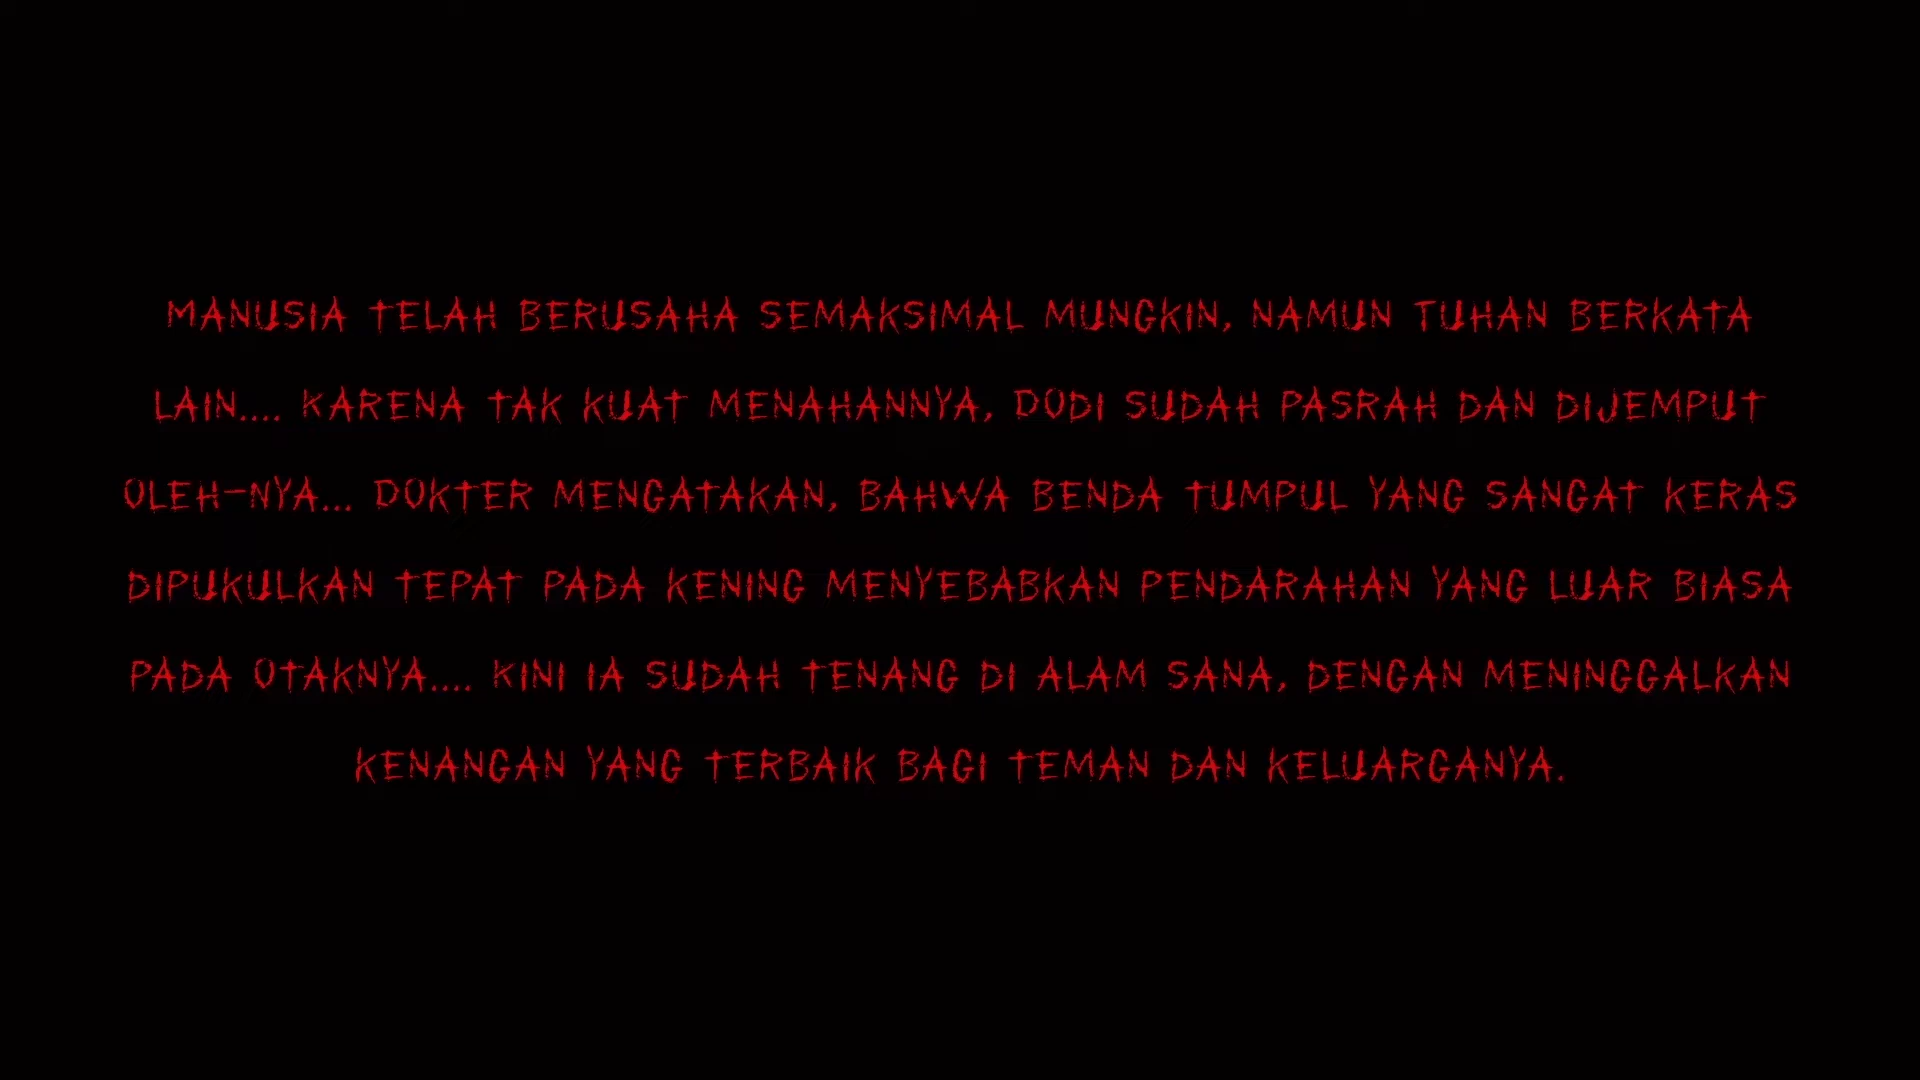 MANUSIA TELAH BERUSAHA SEMAKSIMAL MUNGKIN, NAMUN TUHAN BERKATA
LAIN.... KARENA TAK KUAT MENAHANNYA, DODI SUDAH PASRAH DAN DIJEMPUT
OLEH-NYA... DOKTER MENGATAKAN, BAHWA BENDA TUMPUL YANG SANGAT KERAS
DIPUKULKAN TEPAT PADA KENING MENYEBABKAN PENDARAHAN YANG LUAR BIASA
PADA OTAKNYA.... KINI IA SUDAH TENANG DI ALAM SANA, DENGAN MENINGGALKAN
KENANGAN YANG TERBAIK BAGI TEMAN DAN KELUARGANYA.